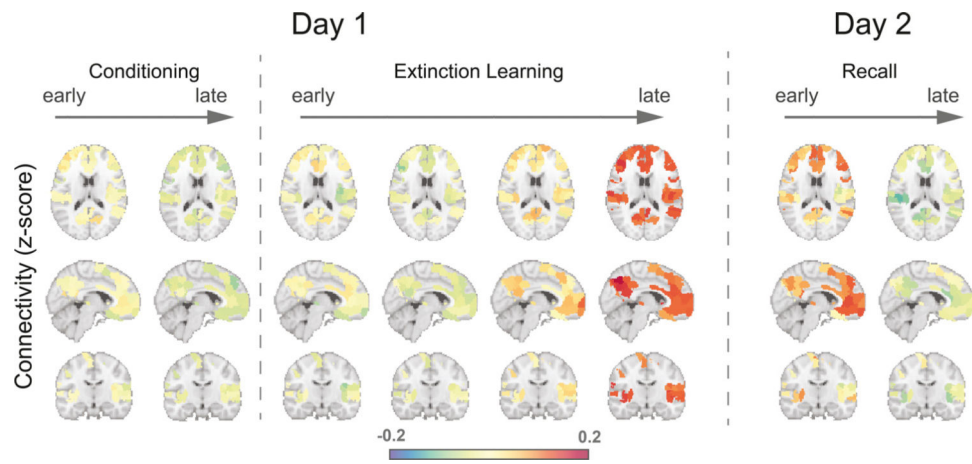 Day 1
Day 2
Conditioning
Extinction Learning
Recall
early
late
early
late
early
late
Connectivity (z-score)
-0.2
0.2